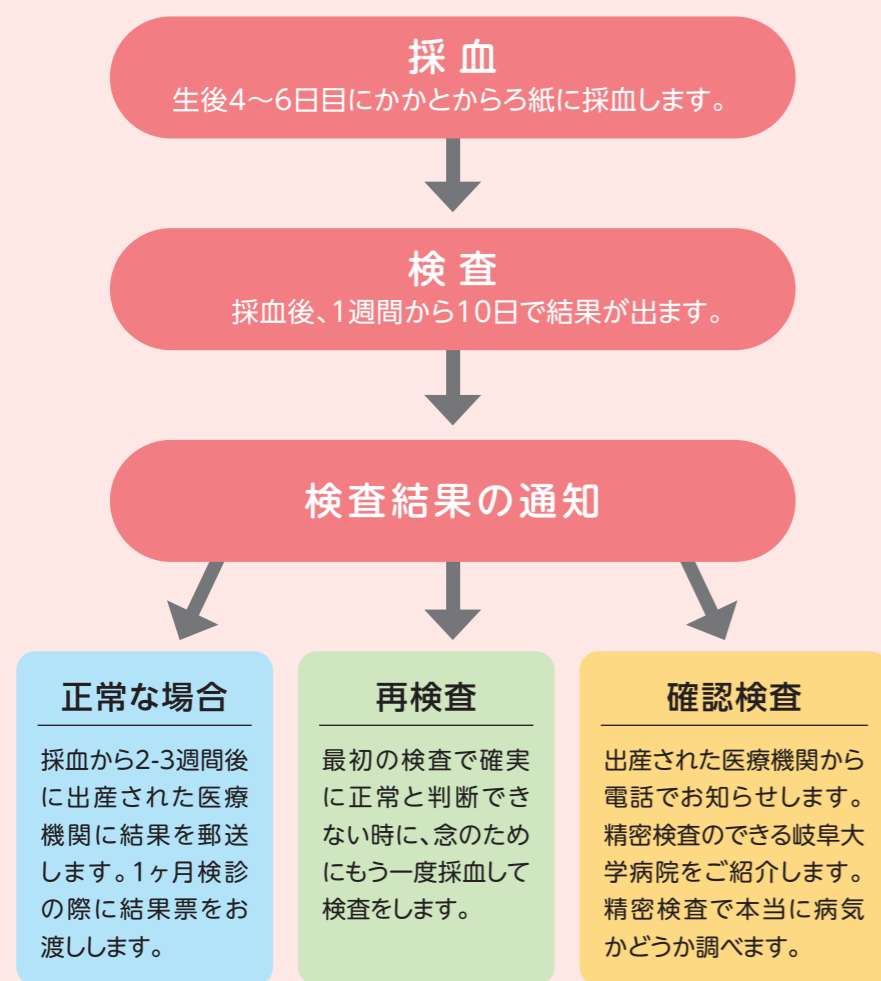 採血
生後4〜6日目にかかとからろ紙に採血します。
検査
採血後、1週間から10日で結果が出ます。
検査結果の通知
正常な場合
採血から2-3週間後
に出産された医療
機関に結果を郵送
します。1ヶ月検診
の際に結果票をお
渡しします。
再検査
最初の検査で確実
に正常と判断でき
ない時に、念のため
にもう一度採血して
検査をします。
確認検査
出産された医療機関から
電話でお知らせします。
精密検査のできる岐阜大
学病院をご紹介します。
精密検査で本当に病気
かどうか調べます。